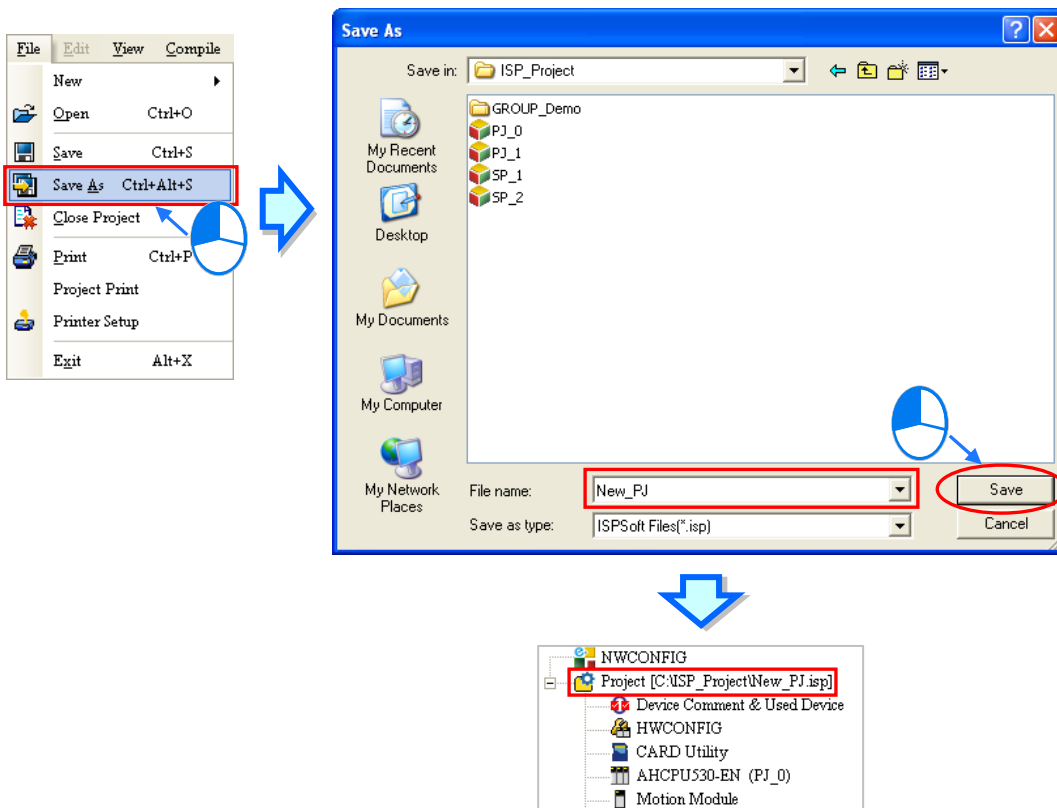 File Edit View Compile
New
Open Ctrl+O
Save Ctrl+S
Save As Ctrl+Alt+S
Close Project
Print Ctrl+P
Project Print
Printer Setup
Exit Alt+X
Save As
Save in: ISP_Project
GROUP_Demo
PJ_0
PJ_1
SP_1
SP_2
My Recent
Documents
Desktop
My Documents
My Computer
My Network
Places
File name: New_PJ Save
Save as type: ISPSoft Files(*.isp) Cancel
NWCONFIG
Project [C:\ISP_Project\New_PJ.isp]
Device Comment & Used Device
HWCONFIG
CARD Utility
AHCPU530-EN (PJ_0)
Motion Module